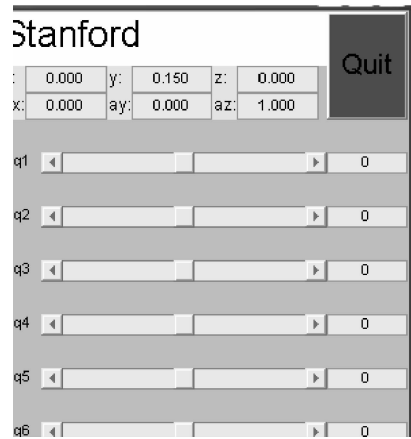 Stanford
Quit
: 0.000 y: 0.150 z: 0.000
x: 0.000 ay: 0.000 az: 1.000
q1 0
q2 0
q3 0
q4 0
q5 0
q6 0